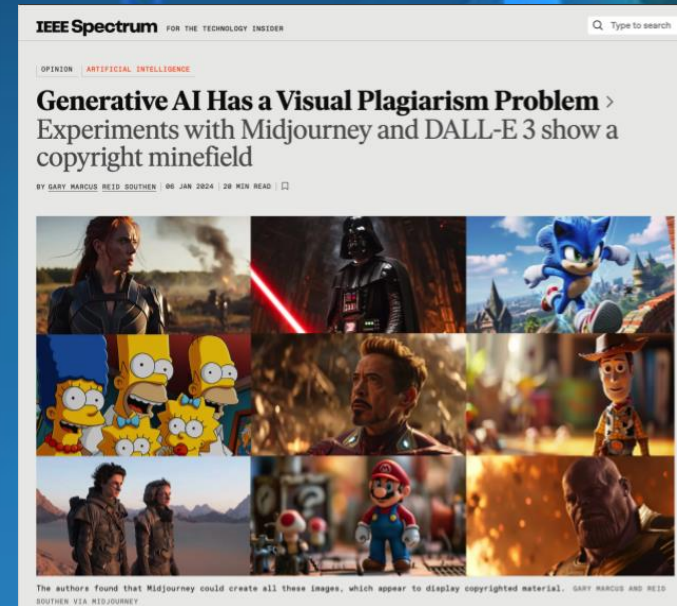 IEEE Spectrum FOR THE TECHNOLOGY INSIDER
Type to search
OPINION ARTIFICIAL INTELLIGENCE
Generative AI Has a Visual Plagiarism Problem >
Experiments with Midjourney and DALL-E 3 show a
copyright minefield
BY GARY MARCUS REID SOUTHEN | 06 JAN 2024 | 20 MIN READ |
The authors found that Midjourney could create all these images, which appear to display copyrighted material. GARY MARCUS AND REID
SOUTHEN VIA MIDJOURNEY